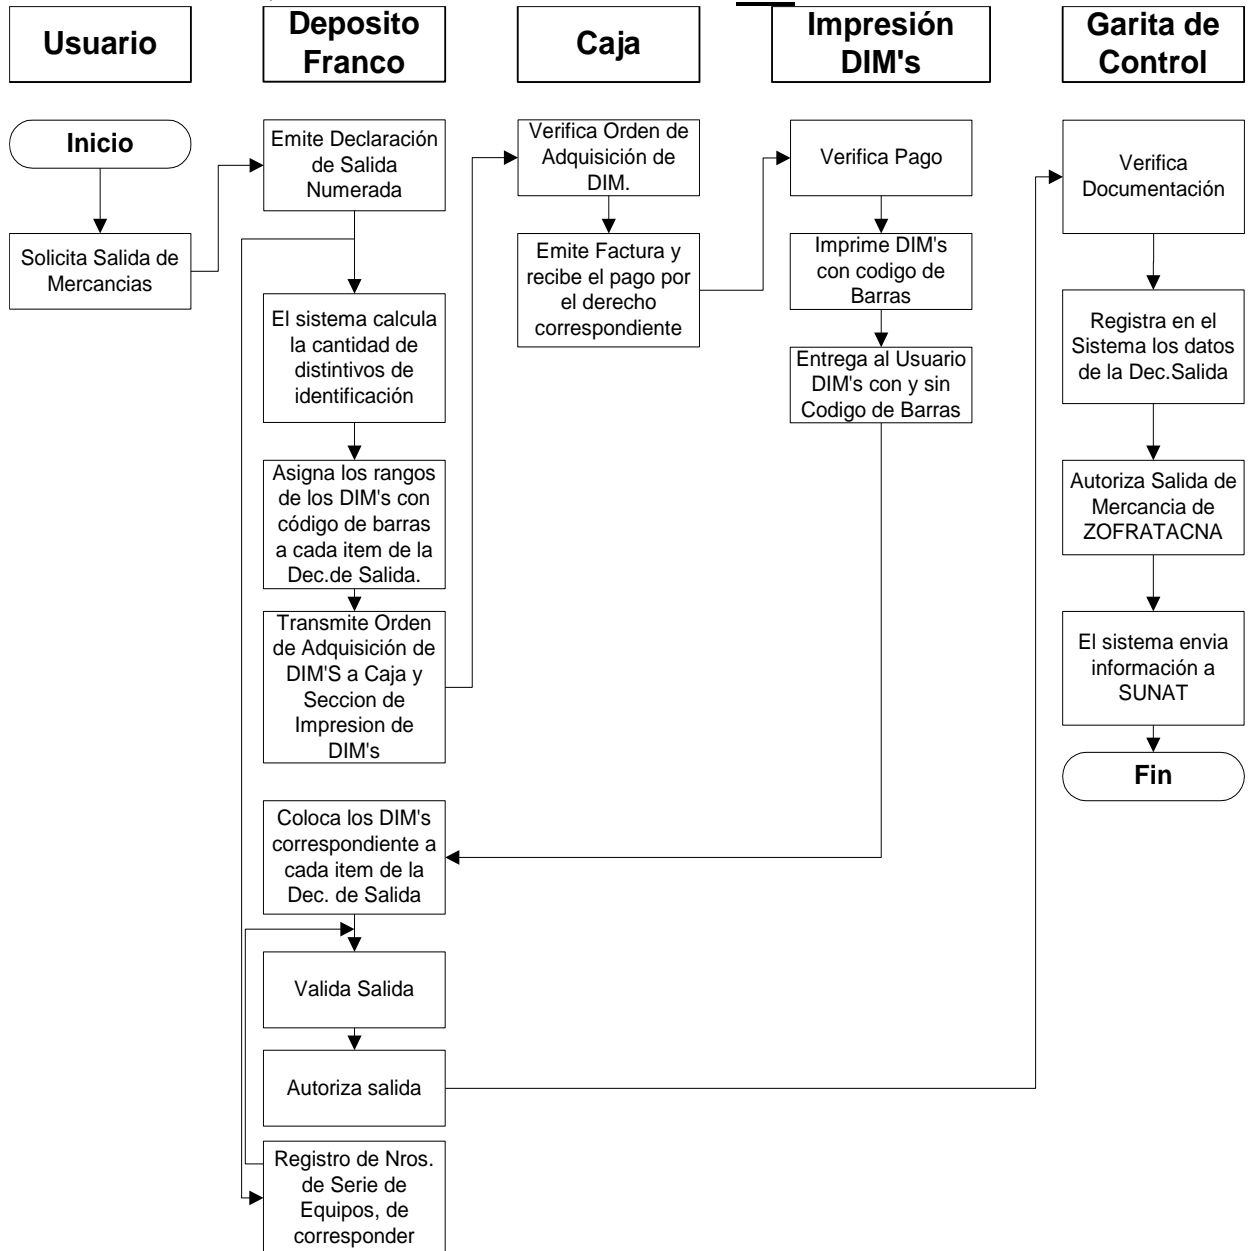 Usuario
Deposito
Franco
Caja
Impresión
DIM's
Garita de
Control
Inicio
Solicita Salida de
Mercancias
Emite Declaración
de Salida
Numerada
El sistema calcula
la cantidad de
distintivos de
identificación
Asigna los rangos
de los DIM's con
código de barras
a cada item de la
Dec.de Salida.
Transmite Orden
de Adquisición de
DIM'S a Caja y
Seccion de
Impresion de
DIM's
Coloca los DIM's
correspondiente a
cada item de la
Dec. de Salida
Valida Salida
Autoriza salida
Registro de Nros.
de Serie de
Equipos, de
corresponder
Verifica Orden de
Adquisición de
DIM.
Emite Factura y
recibe el pago por
el derecho
correspondiente
Verifica Pago
Imprime DIM's
con codigo de
Barras
Entrega al Usuario
DIM's con y sin
Codigo de Barras
Verifica
Documentación
Registra en el
Sistema los datos
de la Dec.Salida
Autoriza Salida de
Mercancia de
ZOFRATACNA
El sistema envia
información a
SUNAT
Fin